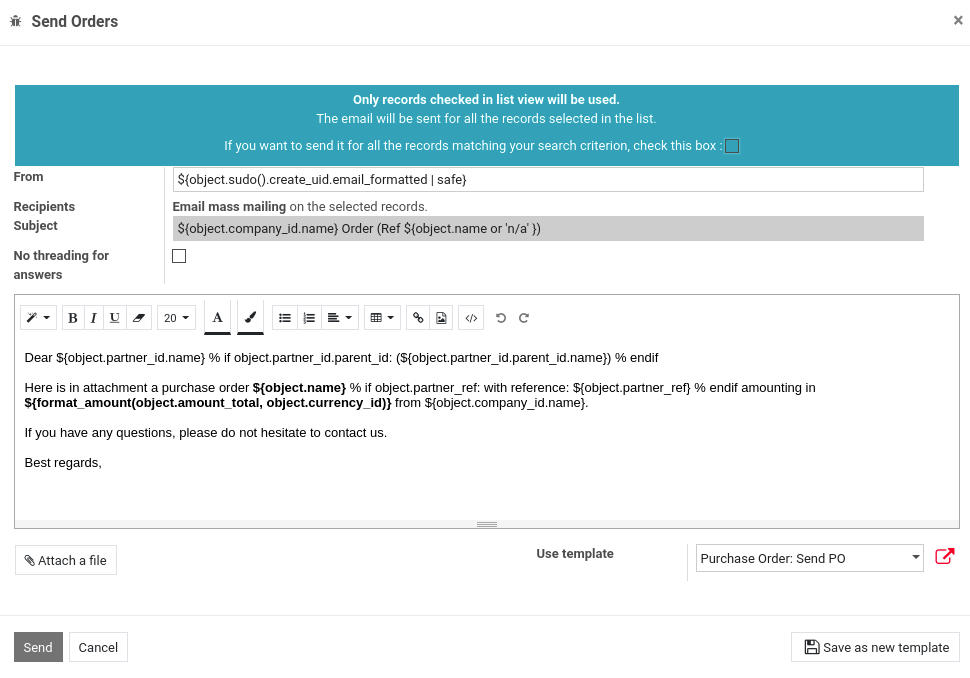 Send Orders ×
Only records checked in list view will be used.
The email will be sent for all the records selected in the list.
If you want to send it for all the records matching your search criterion, check this box :
From ${object.sudo().create_uid.email_formatted | safe}
Recipients Email mass mailing on the selected records.
Subject ${object.company_id.name} Order (Ref ${object.name or 'n/a' })
No threading for
answers
B I U 20 A </>
Dear ${object.partner_id.name} % if object.partner_id.parent_id: (${object.partner_id.parent_id.name}) % endif
Here is in attachment a purchase order ${object.name} % if object.partner_ref: with reference: ${object.partner_ref} % endif amounting in
${format_amount(object.amount_total, object.currency_id)} from ${object.company_id.name}.
If you have any questions, please do not hesitate to contact us.
Best regards,
Attach a file Use template Purchase Order: Send PO
Send Cancel Save as new template